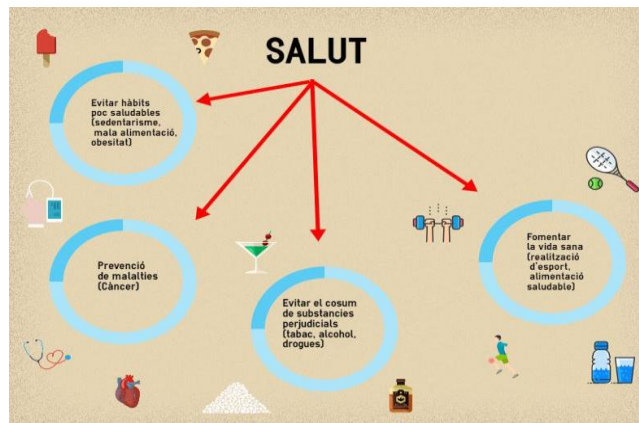 SALUT
Evitar hàbits
poc saludables
(sedentarisme,
mala alimentació,
obesitat)
Prevenció
de malalties
(Càncer)
Evitar el cosum
de substancies
perjudicials
(tabac, alcohol,
drogues)
Fomentar
la vida sana
(realització
d'esport,
alimentació
saludable)